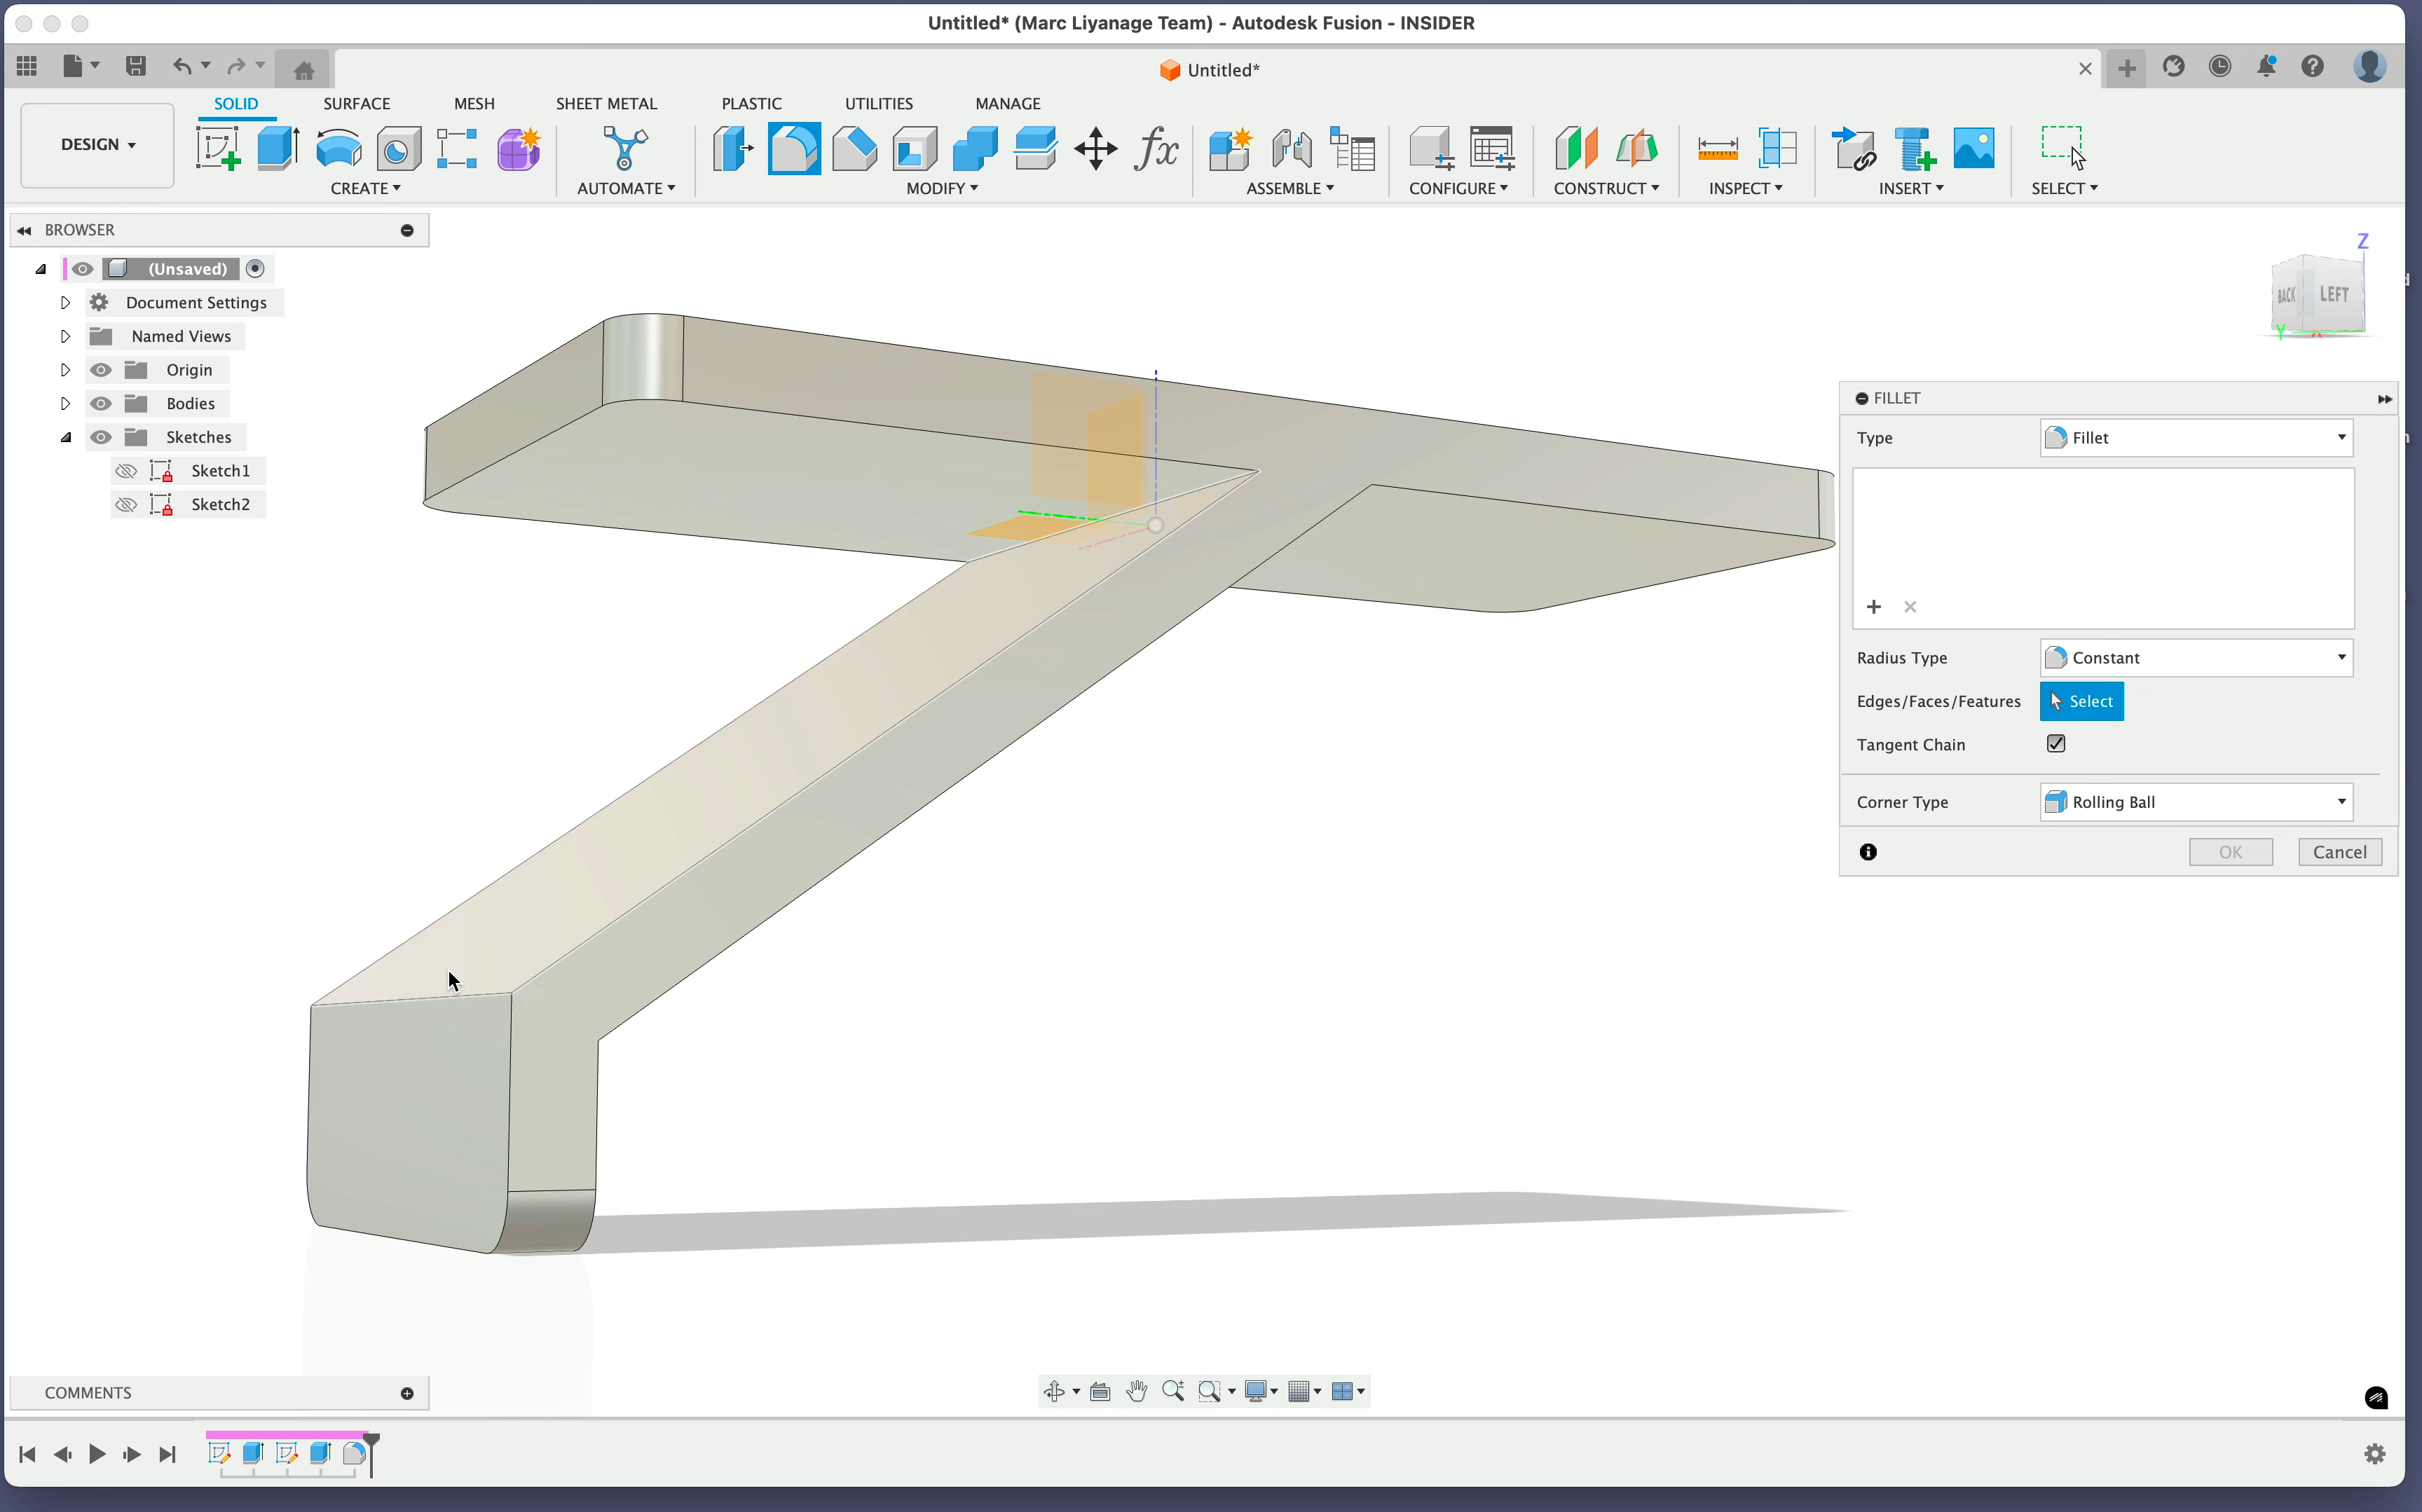 Untitled* (Marc Liyanage Team) - Autodesk Fusion - INSIDER
Untitled*
SOLID SURFACE MESH SHEET METAL PLASTIC UTILITIES MANAGE
DESIGN
CREATE AUTOMATE MODIFY ASSEMBLE CONFIGURE CONSTRUCT INSPECT INSERT SELECT
BROWSER
(Unsaved)
Document Settings
Named Views
Origin
Bodies
Sketches
Sketch1
Sketch2
Z
BACK LEFT
Y
X
FILLET
Type Fillet
Radius Type Constant
Edges/Faces/Features Select
Tangent Chain
Corner Type Rolling Ball
OK Cancel
COMMENTS